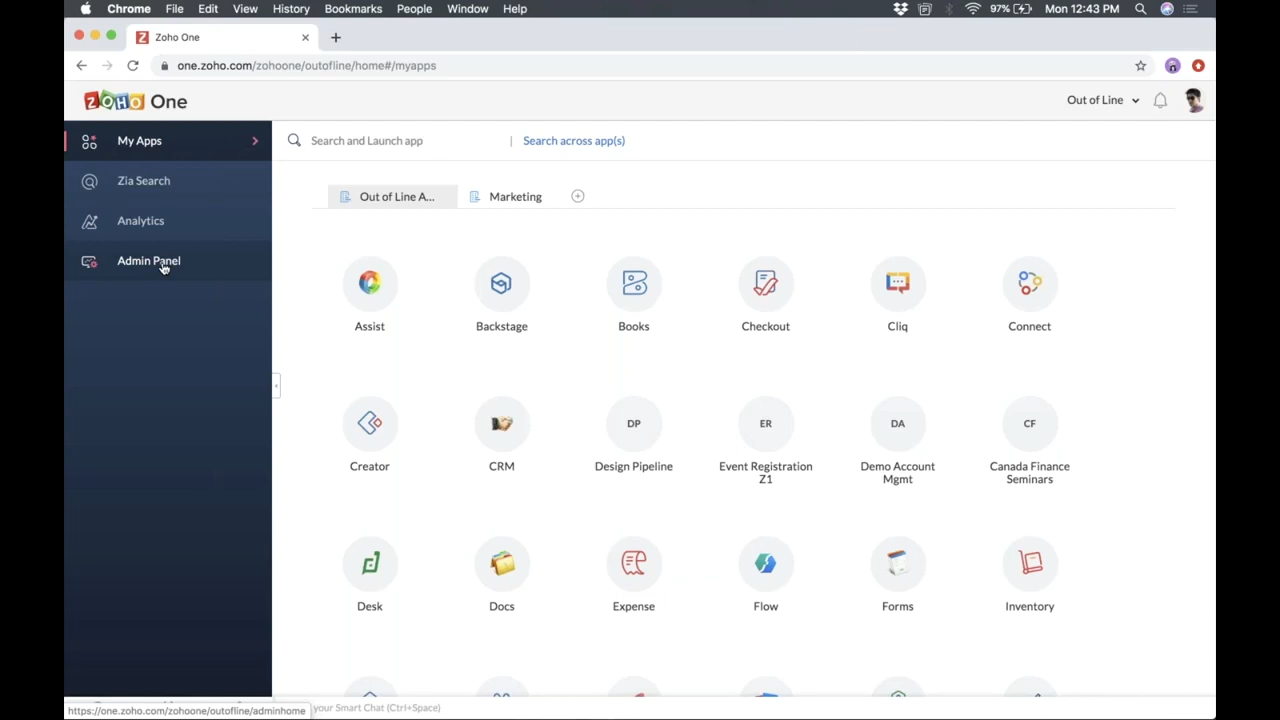 Chrome File Edit View History Bookmarks People Window Help 97% Mon 12:43 PM
Zoho One
one.zoho.com/zohoone/outofline/home#/myapps
ZOHO One Out of Line
My Apps
Search and Launch app | Search across app(s)
Zia Search
Out of Line A... Marketing
Analytics
Admin Panel
Assist Backstage Books Checkout Cliq Connect
DP ER DA CF
Creator CRM Design Pipeline Event Registration Z1 Demo Account Mgmt Canada Finance Seminars
Desk Docs Expense Flow Forms Inventory
https://one.zoho.com/zohoone/outofline/adminhome your Smart Chat (Ctrl+Space)